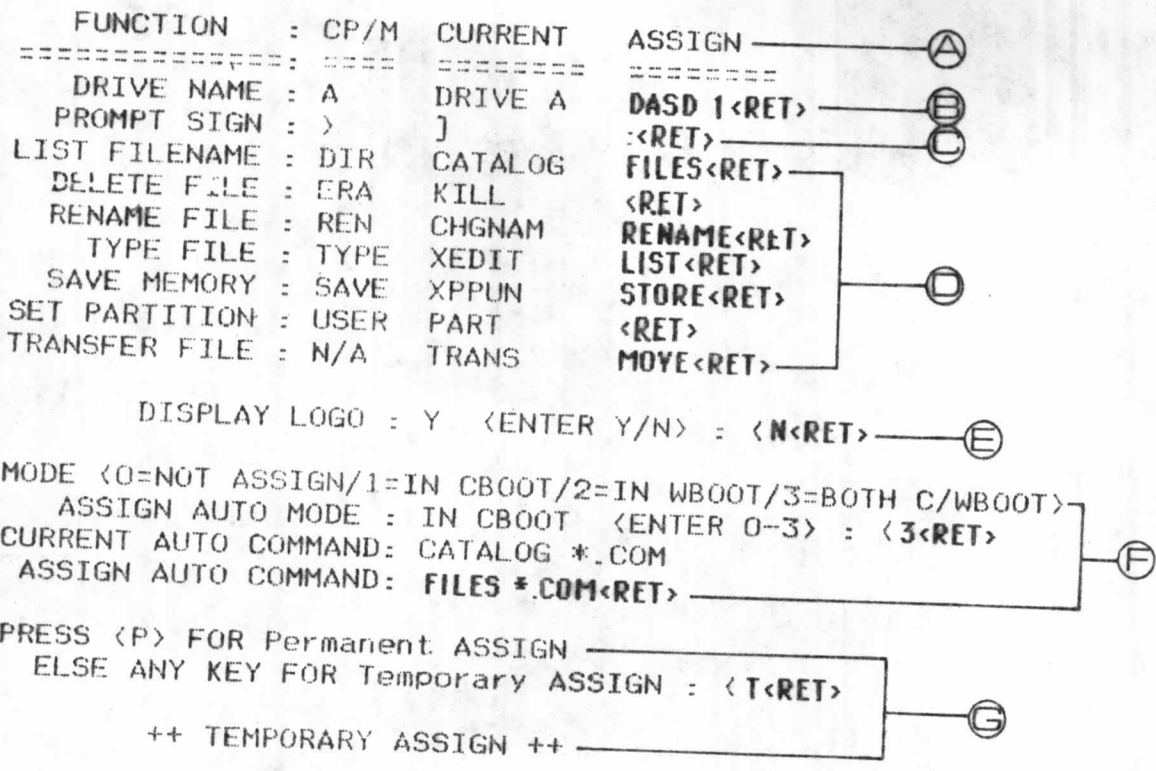 FUNCTION : CP/M CURRENT ASSIGN A
=============: ==== ======== ========
DRIVE NAME : A DRIVE A DASD 1<RET> B
PROMPT SIGN : > ] :<RET> C
LIST FILENAME : DIR CATALOG FILES<RET>
DELETE FILE : ERA KILL <RET>
RENAME FILE : REN CHGNAM RENAME<RET>
TYPE FILE : TYPE XEDIT LIST<RET>
SAVE MEMORY : SAVE XPPUN STORE<RET> D
SET PARTITION : USER PART <RET>
TRANSFER FILE : N/A TRANS MOVE<RET>
DISPLAY LOGO : Y <ENTER Y/N> : <N<RET> E
MODE <0=NOT ASSIGN/1=IN CBOOT/2=IN WBOOT/3=BOTH C/WBOOT>
ASSIGN AUTO MODE : IN CBOOT <ENTER 0-3> : <3<RET>
CURRENT AUTO COMMAND: CATALOG *.COM F
ASSIGN AUTO COMMAND: FILES *.COM<RET>
PRESS <P> FOR Permanent ASSIGN
ELSE ANY KEY FOR Temporary ASSIGN : <T<RET>
G
++ TEMPORARY ASSIGN ++